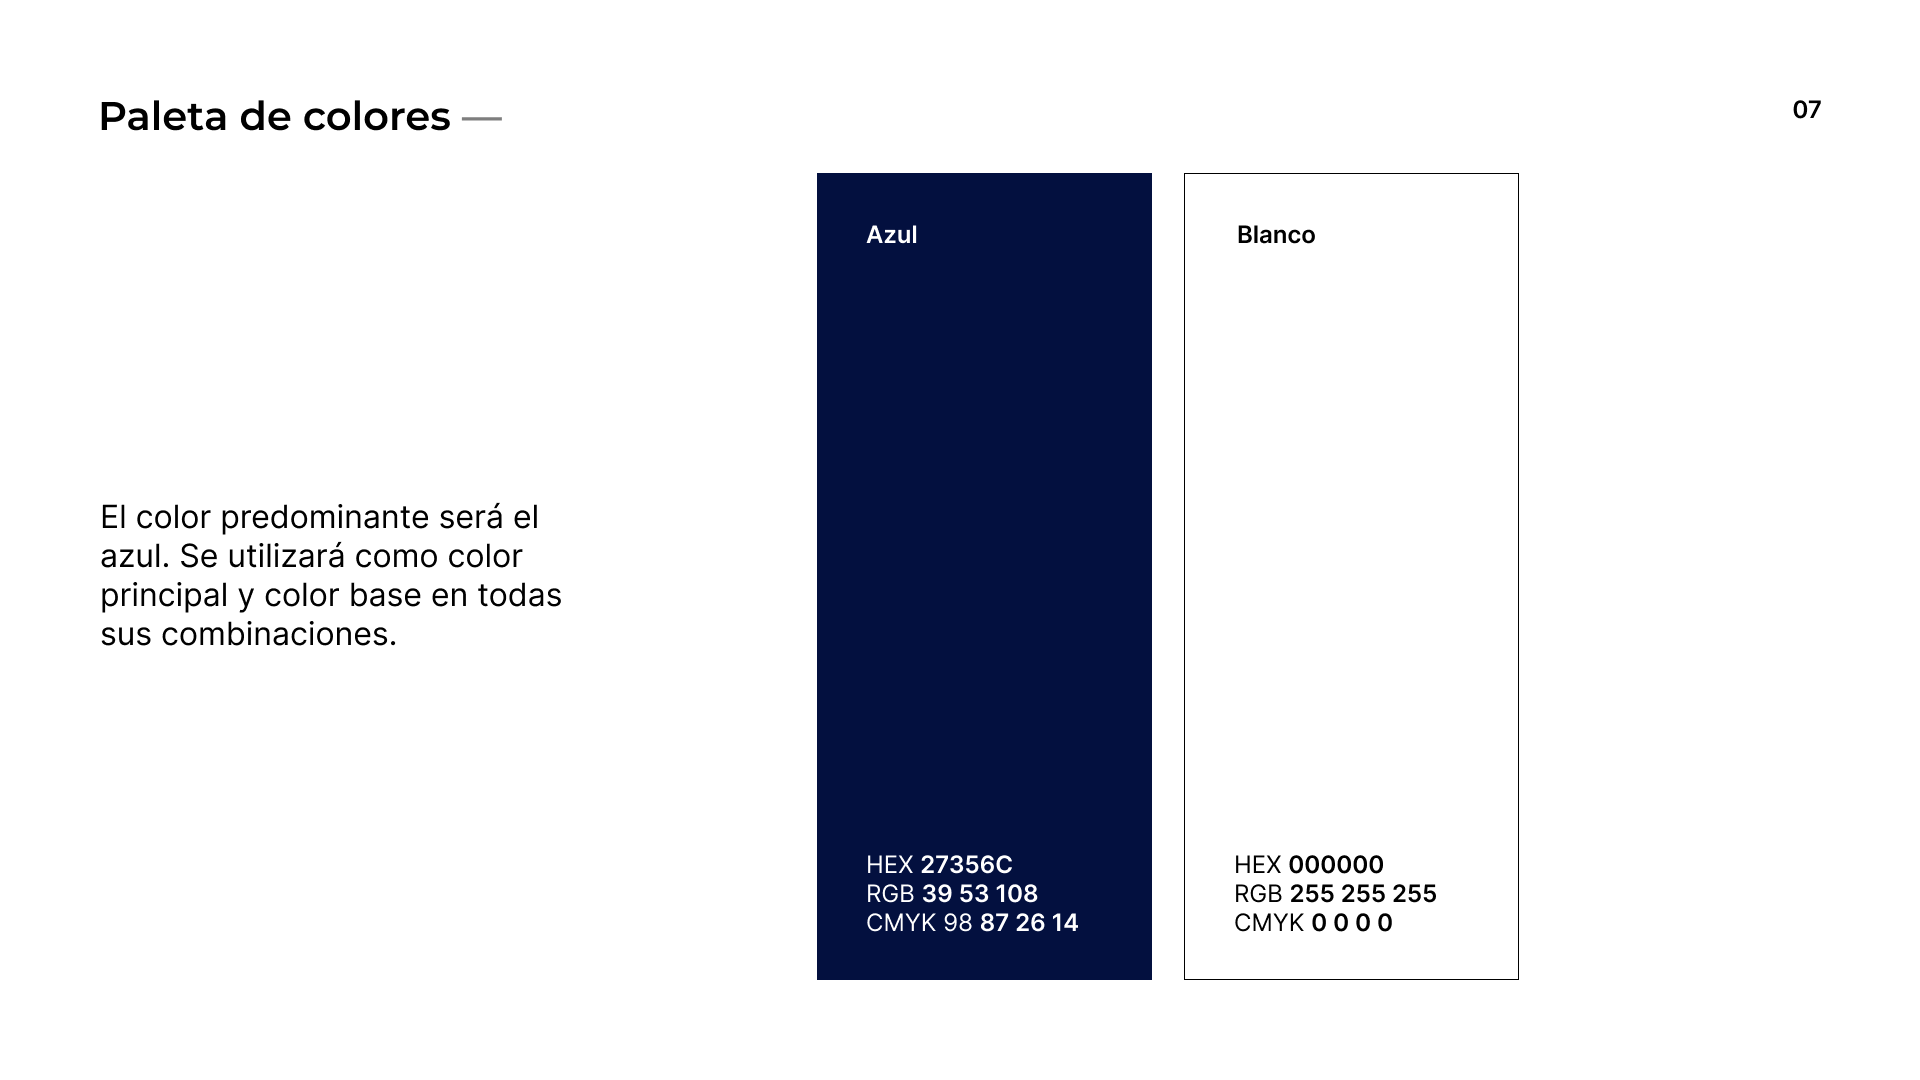 Paleta de colores —
07
El color predominante será el
azul. Se utilizará como color
principal y color base en todas
sus combinaciones.
Azul
HEX 27356C
RGB 39 53 108
CMYK 98 87 26 14
Blanco
HEX 000000
RGB 255 255 255
CMYK 0 0 0 0